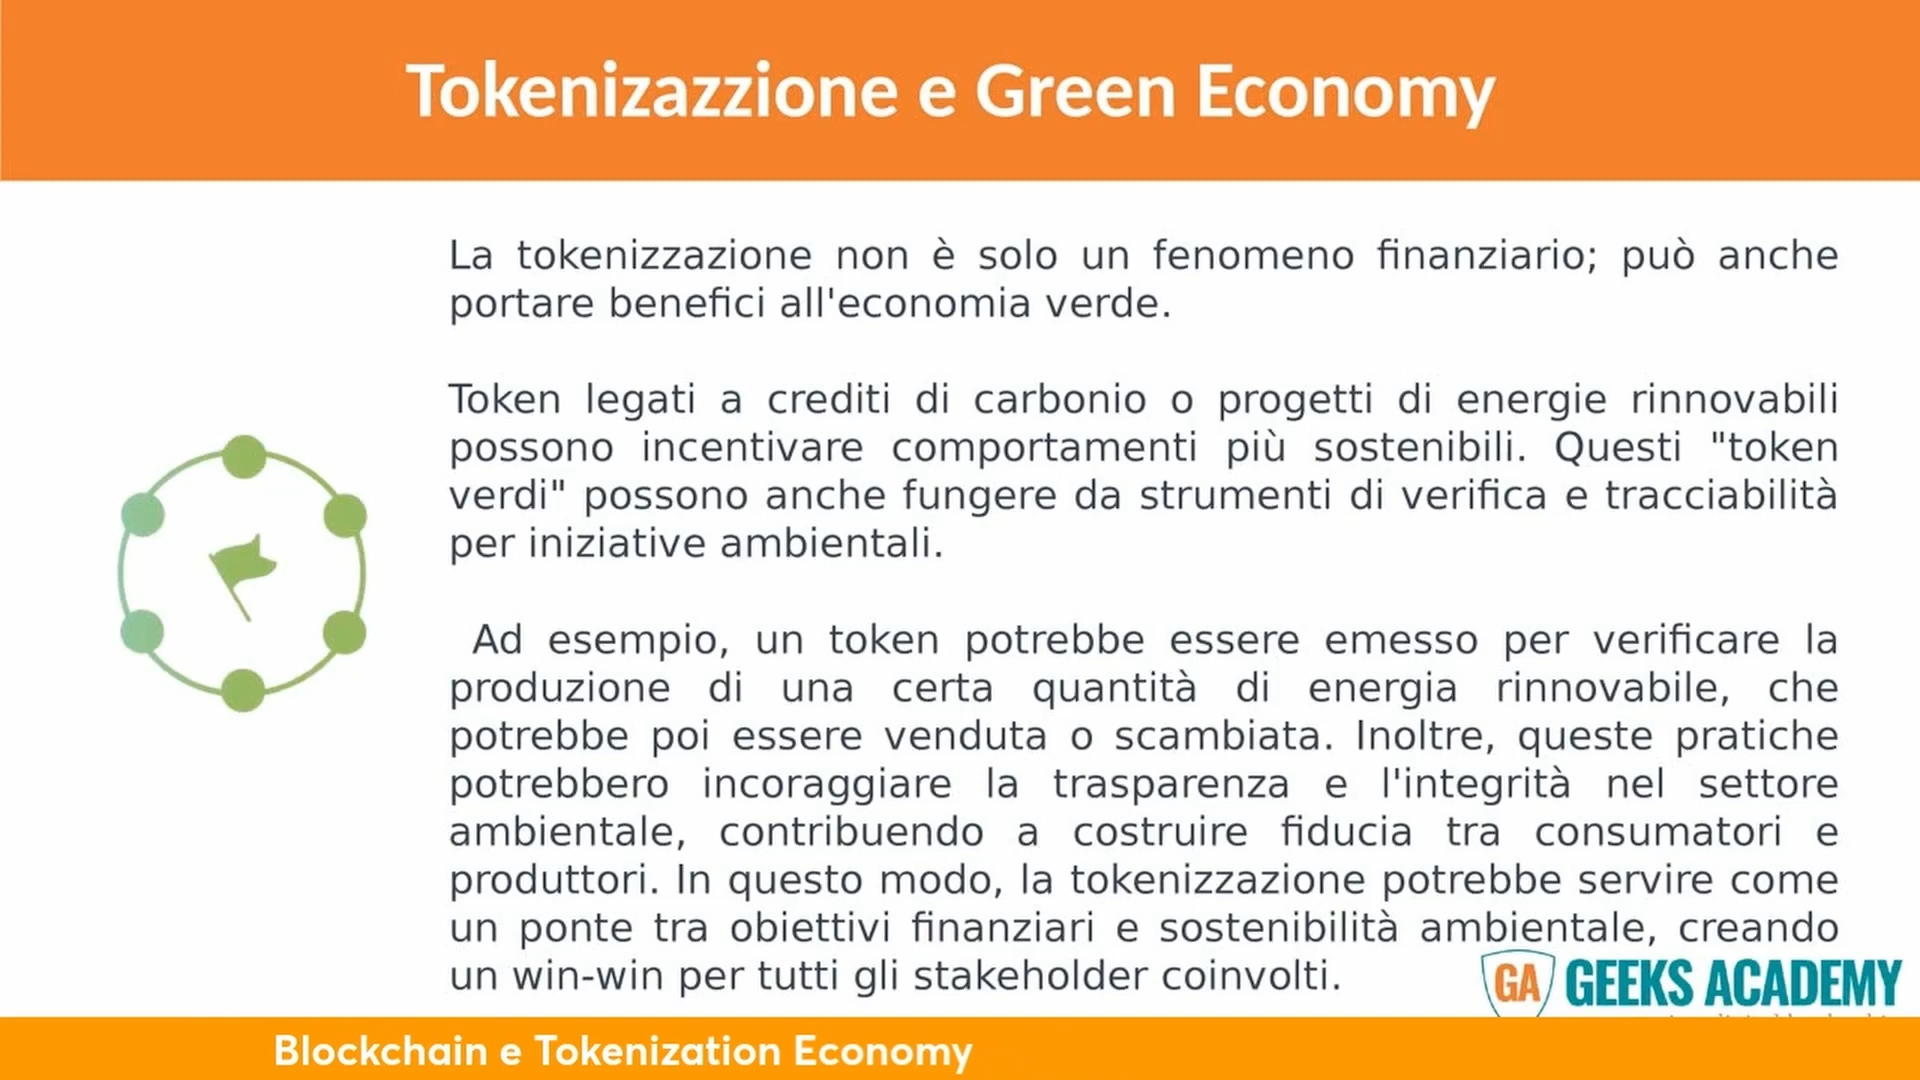 Tokenizazzione e Green Economy
La tokenizzazione non è solo un fenomeno finanziario; può anche
portare benefici all'economia verde.
Token legati a crediti di carbonio o progetti di energie rinnovabili
possono incentivare comportamenti più sostenibili. Questi "token
verdi" possono anche fungere da strumenti di verifica e tracciabilità
per iniziative ambientali.
Ad esempio, un token potrebbe essere emesso per verificare la
produzione di una certa quantità di energia rinnovabile, che
potrebbe poi essere venduta o scambiata. Inoltre, queste pratiche
potrebbero incoraggiare la trasparenza e l'integrità nel settore
ambientale, contribuendo a costruire fiducia tra consumatori e
produttori. In questo modo, la tokenizzazione potrebbe servire come
un ponte tra obiettivi finanziari e sostenibilità ambientale, creando
un win-win per tutti gli stakeholder coinvolti.
GA GEEKS ACADEMY
Blockchain e Tokenization Economy